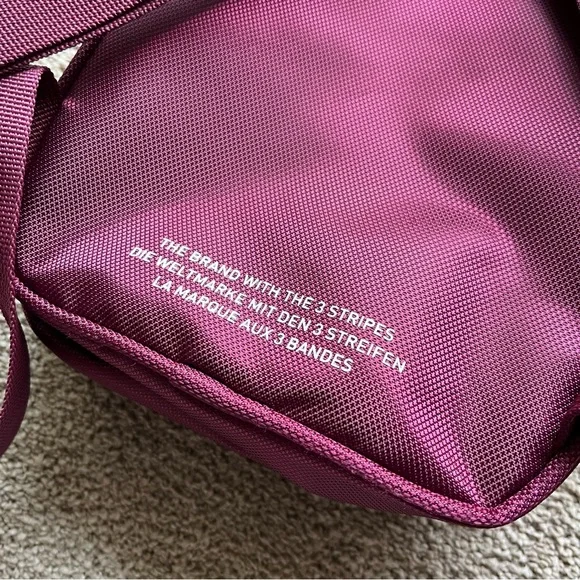 THE BRAND WITH THE 3 STRIPES
DIE WELTMARKE MIT DEN 3 STREIFEN
LA MARQUE AUX 3 BANDES